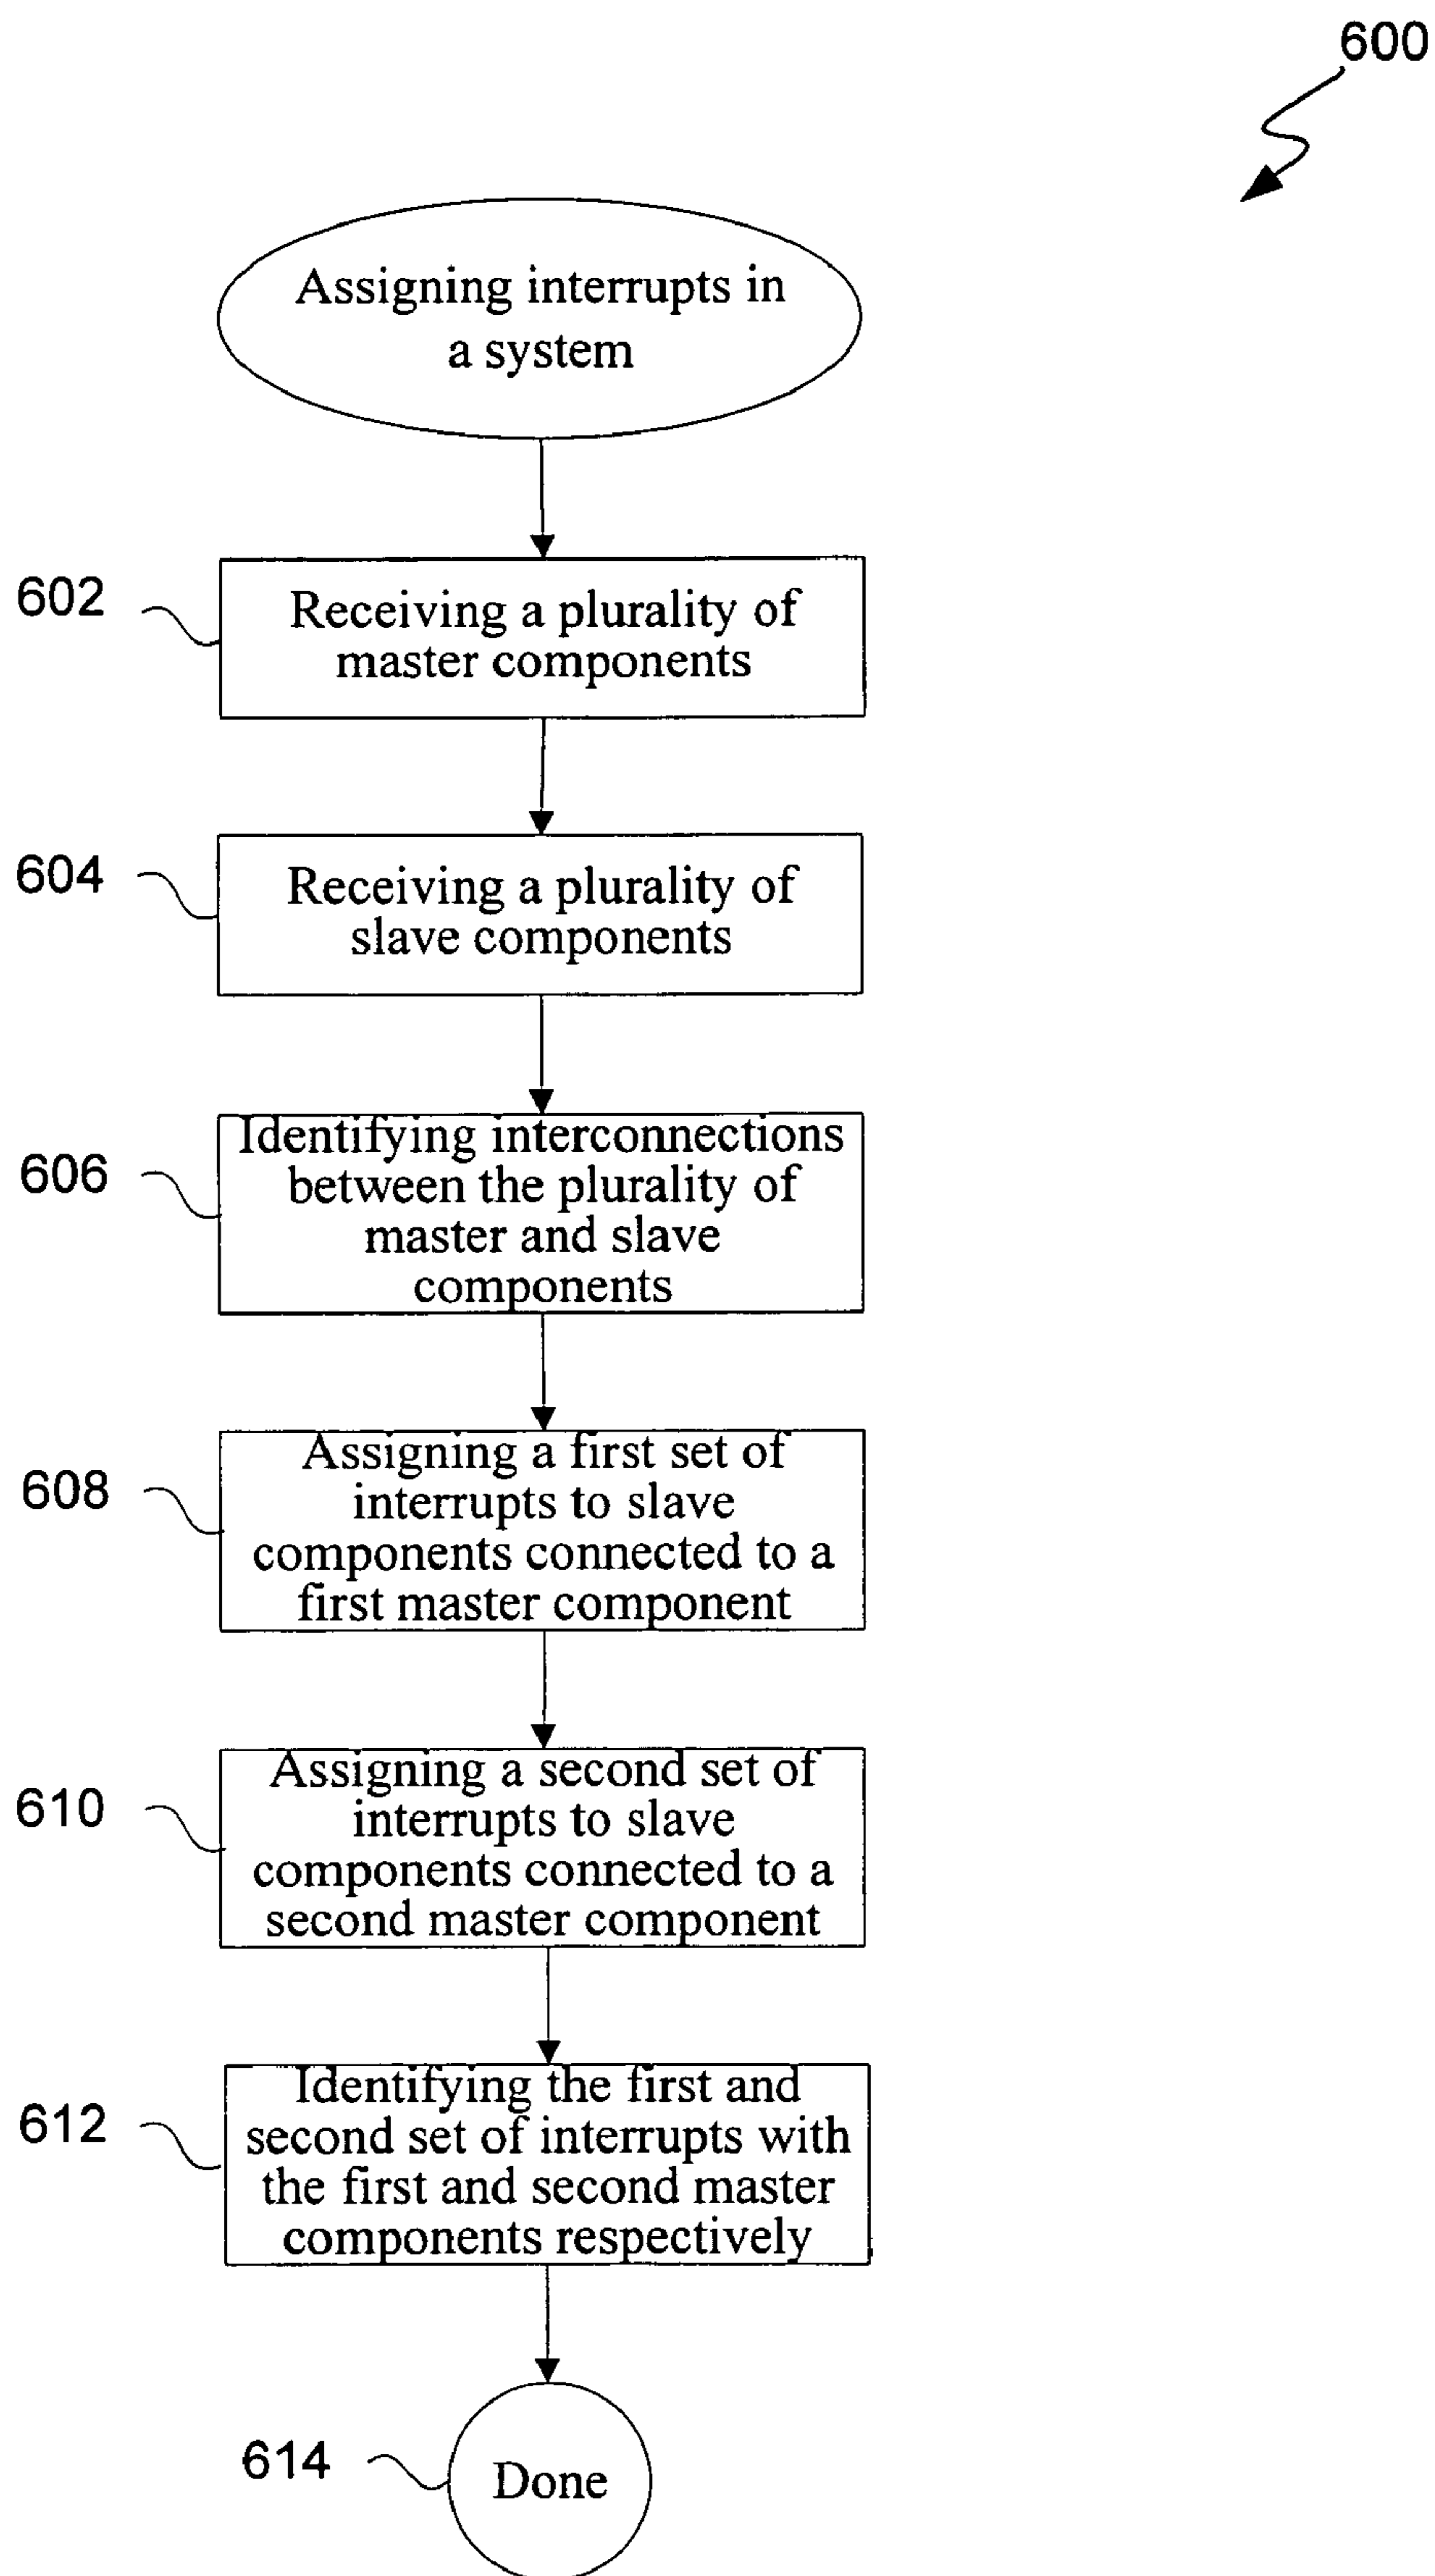 600
Assigning interrupts in
a system
602
Receiving a plurality of
master components
604
Receiving a plurality of
slave components
606
Identifying interconnections
between the plurality of
master and slave
components
608
Assigning a first set of
interrupts to slave
components connected to a
first master component
610
Assigning a second set of
interrupts to slave
components connected to a
second master component
612
Identifying the first and
second set of interrupts with
the first and second master
components respectively
614
Done